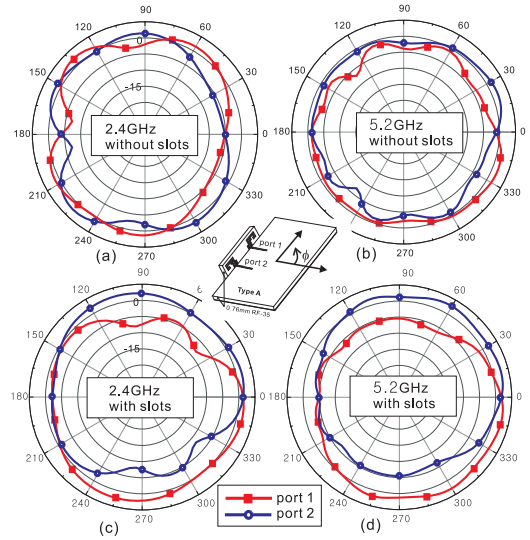 90
120
60
0
150
30
-15
180
2.4GHz
without slots
210
330
240
300
270
(a)
90
120
60
150
30
180
0
5.2GHz
without slots
210
330
240
300
270
(b)
port 1
port 2
ϕ
Type A
0.76mm RF-35
90
120
60
0
150
30
-15
180
0
2.4GHz
with slots
210
330
240
300
270
(c)
90
120
60
150
30
180
0
5.2GHz
with slots
210
330
240
300
270
(d)
port 1
port 2